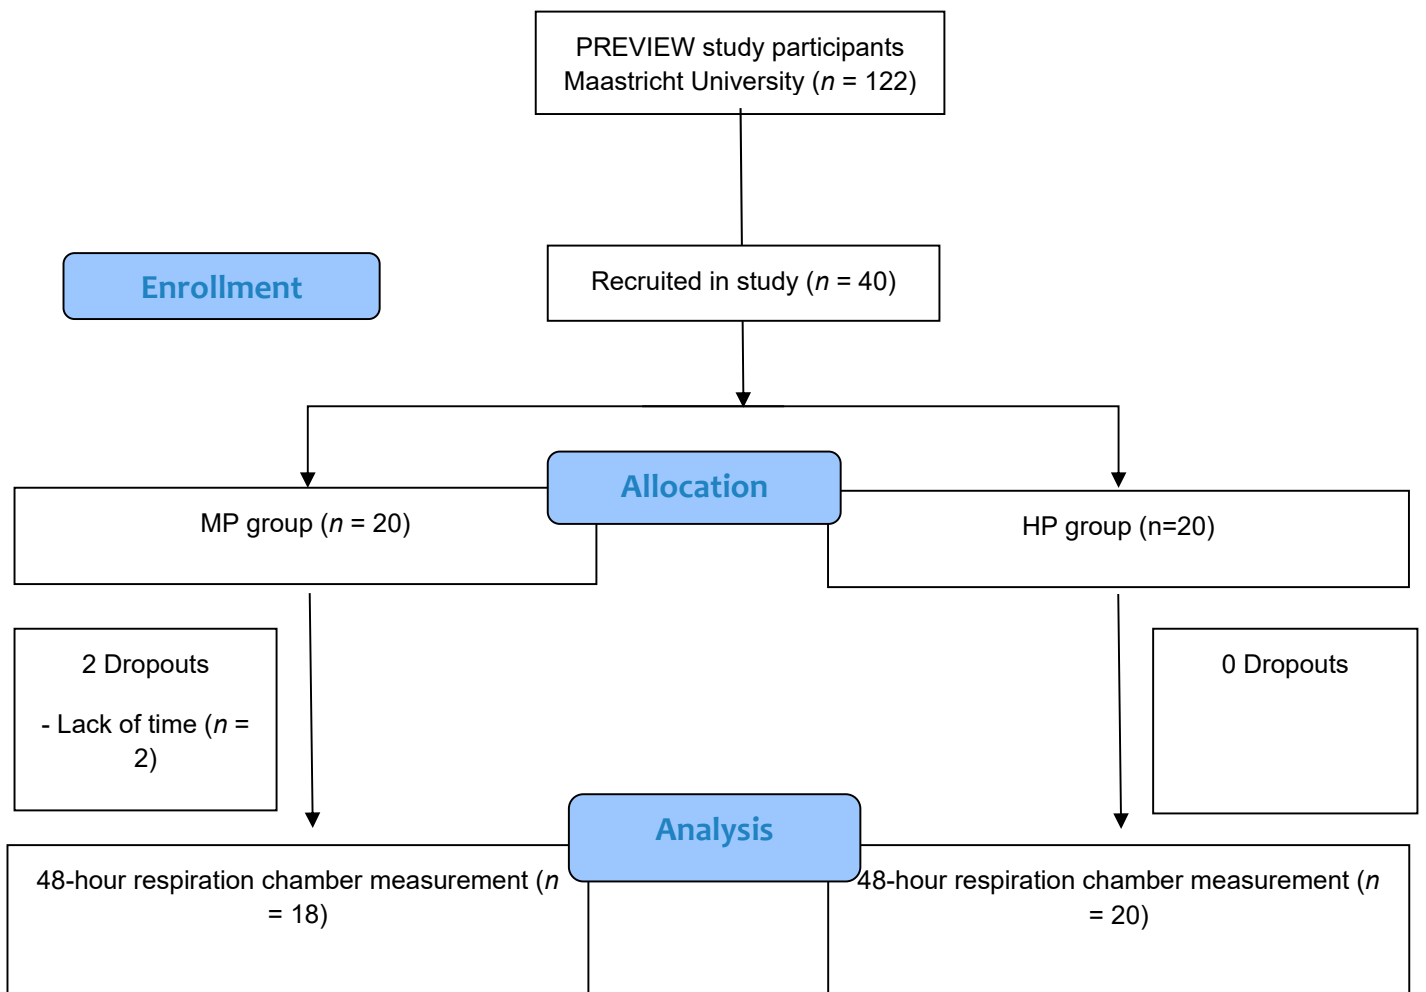 PREVIEW study participants
Maastricht University (n = 122)
Enrollment
Recruited in study (n = 40)
Allocation
MP group (n = 20)
HP group (n=20)
2 Dropouts
- Lack of time (n =
2)
0 Dropouts
Analysis
48-hour respiration chamber measurement (n
= 18)
48-hour respiration chamber measurement (n
= 20)